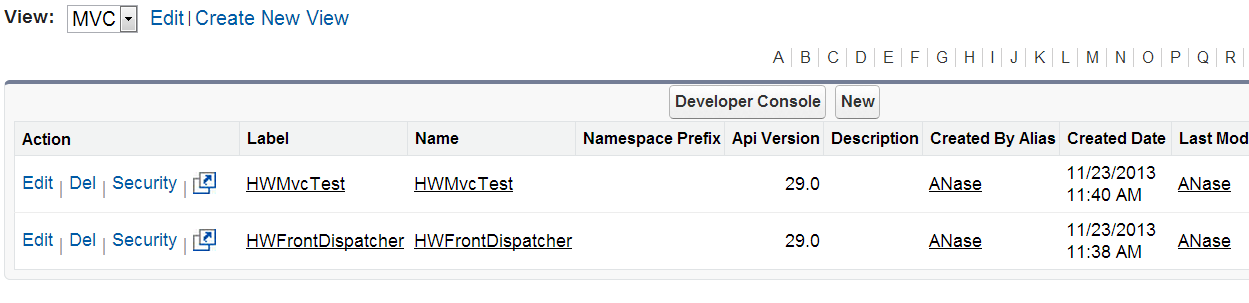 View: MVC Edit | Create New View
A | B | C | D | E | F | G | H | I | J | K | L | M | N | O | P | Q | R |
Developer Console New
Action Label Name Namespace Prefix Api Version Description Created By Alias Created Date Last Mod
Edit | Del | Security | HWMvcTest HWMvcTest 29.0 ANase 11/23/2013 ANase
11:40 AM
Edit | Del | Security | HWFrontDispatcher HWFrontDispatcher 29.0 ANase 11/23/2013 ANase
11:38 AM